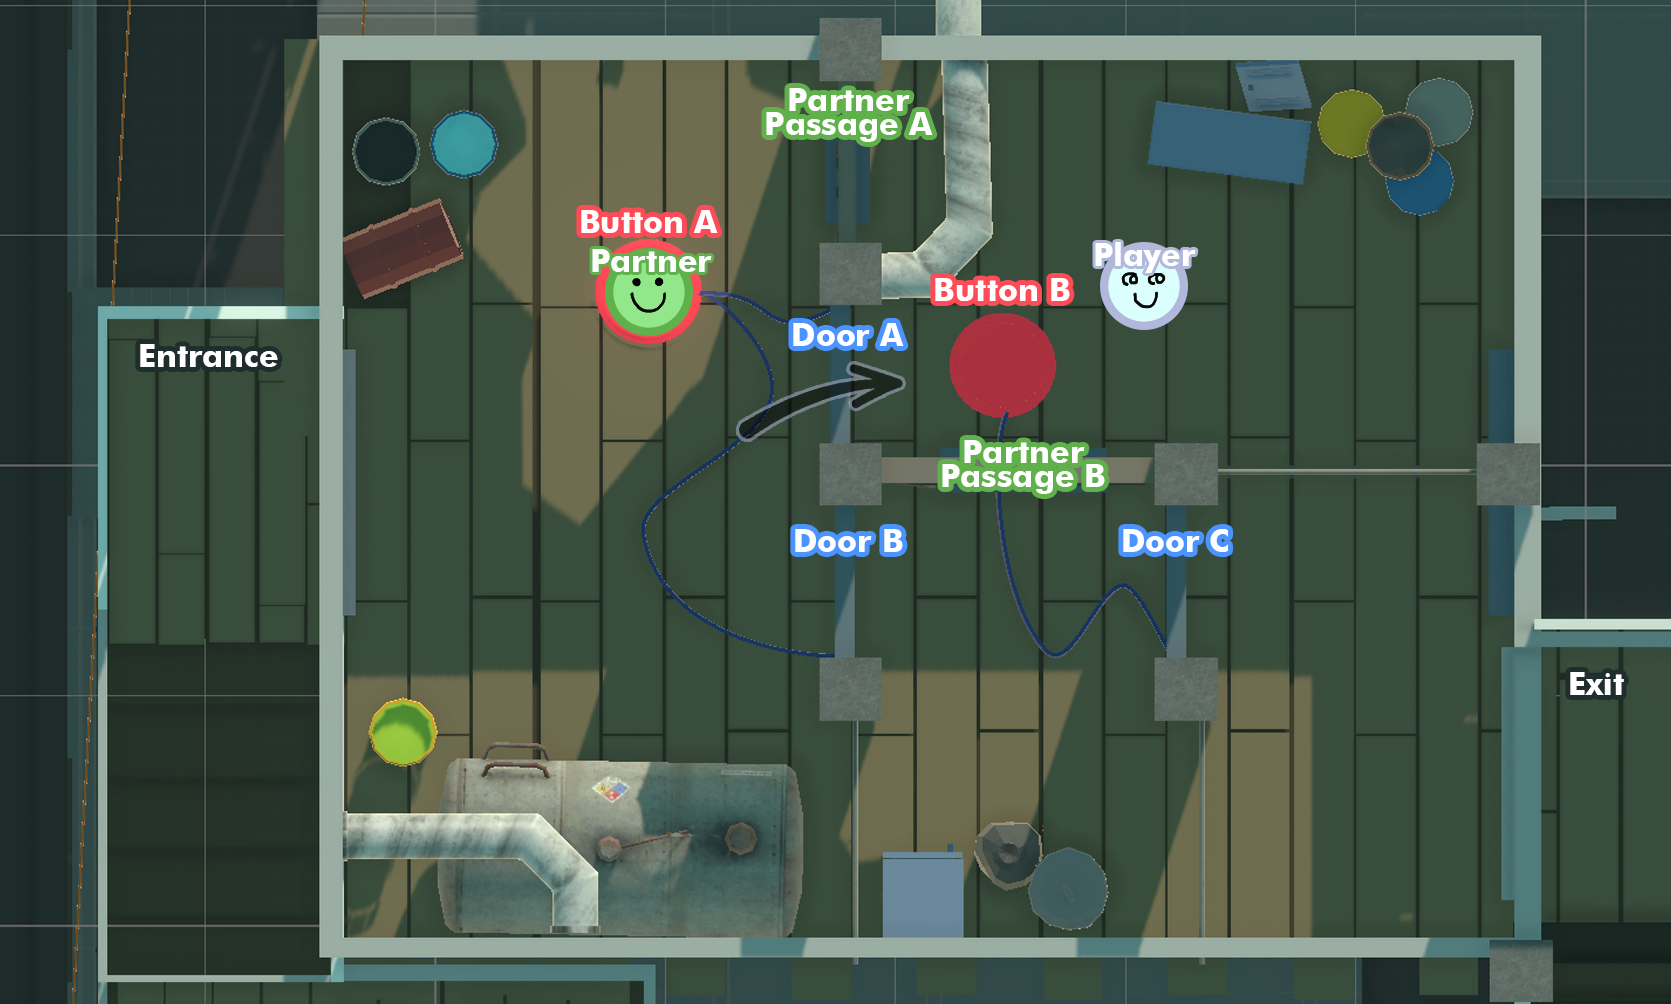 Partner
Passage A
Button A
Partner
Player
Button B
Door A
Entrance
Partner
Passage B
Door B
Door C
Exit